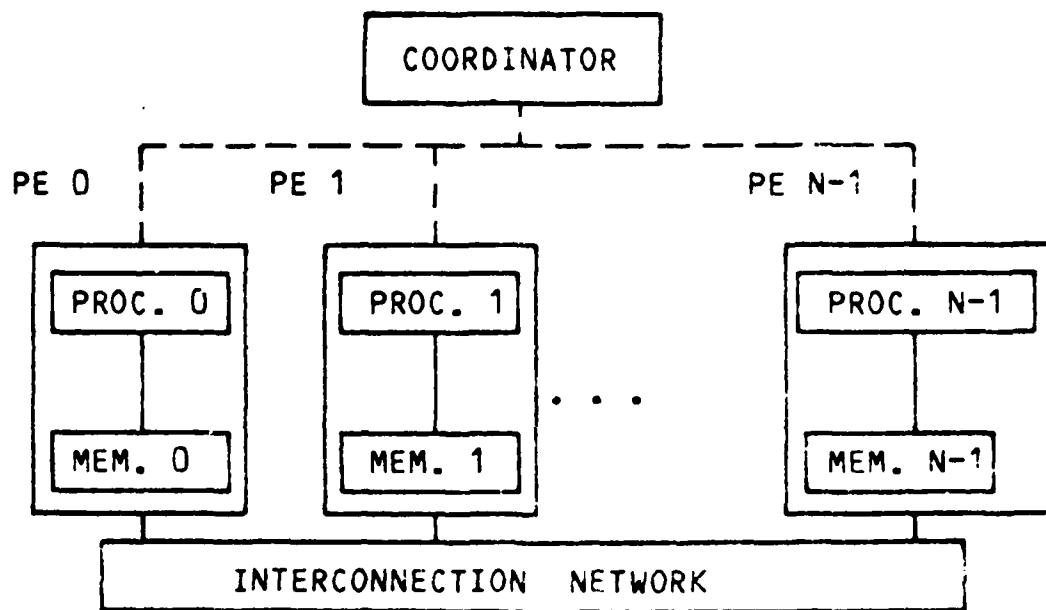 COORDINATOR
PE 0 PE 1 PE N-1
PROC. 0 PROC. 1 PROC. N-1
. . .
MEM. 0 MEM. 1 MEM. N-1
INTERCONNECTION NETWORK